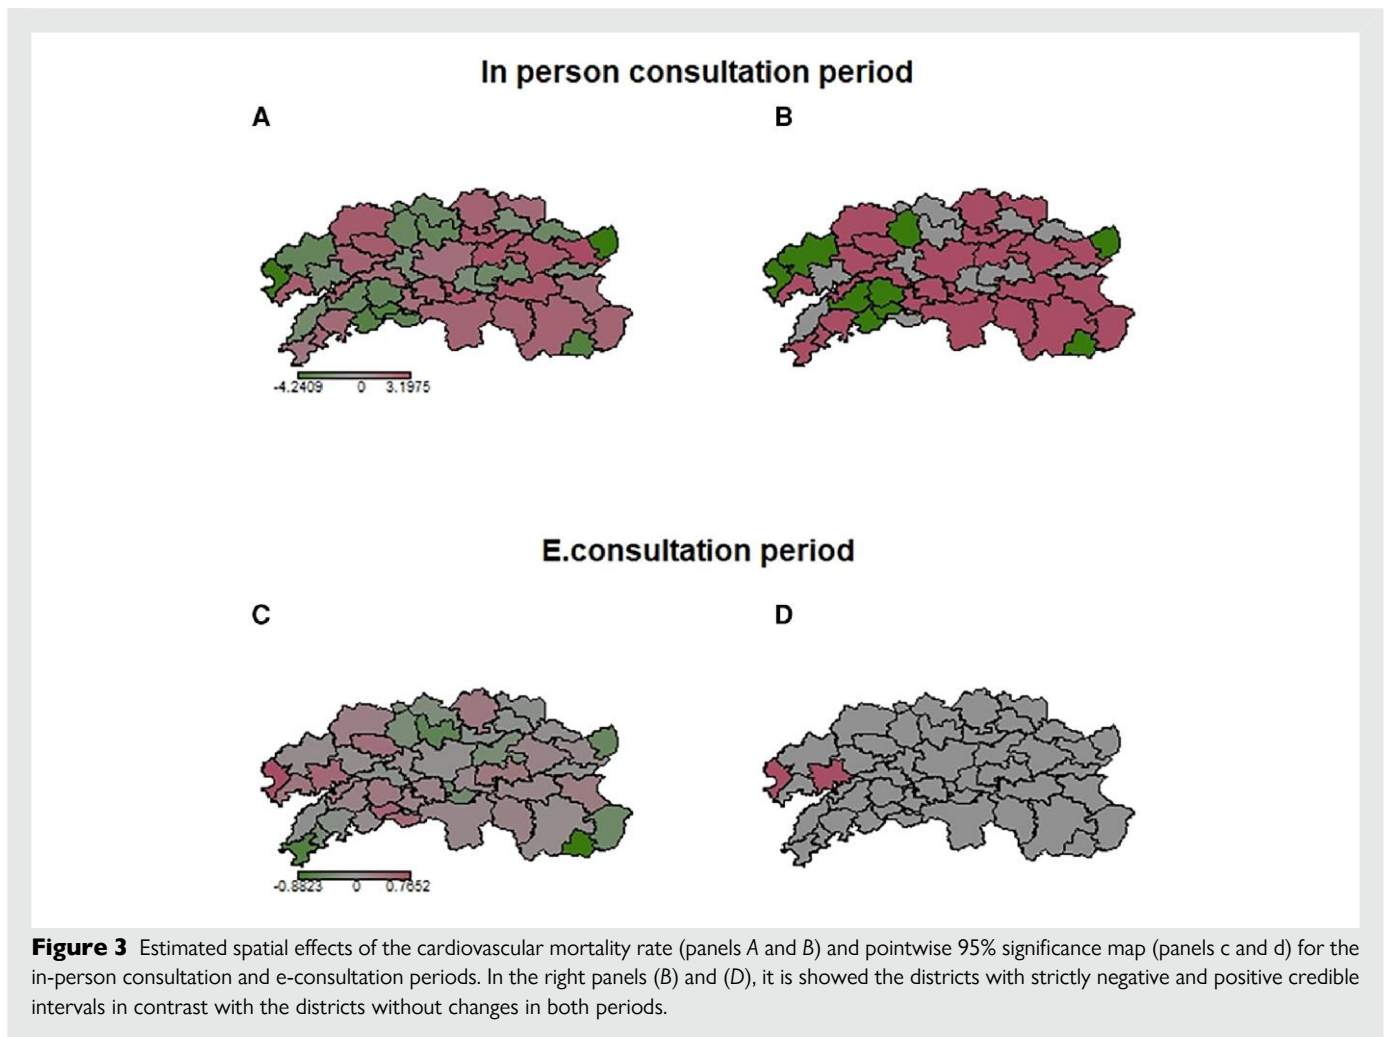 In person consultation period
A
B
-4.2409 0 3.1975
E.consultation period
C
D
-0.8823 0 0.7652
Figure 3 Estimated spatial effects of the cardiovascular mortality rate (panels A and B) and pointwise 95% significance map (panels c and d) for the
in-person consultation and e-consultation periods. In the right panels (B) and (D), it is showed the districts with strictly negative and positive credible
intervals in contrast with the districts without changes in both periods.